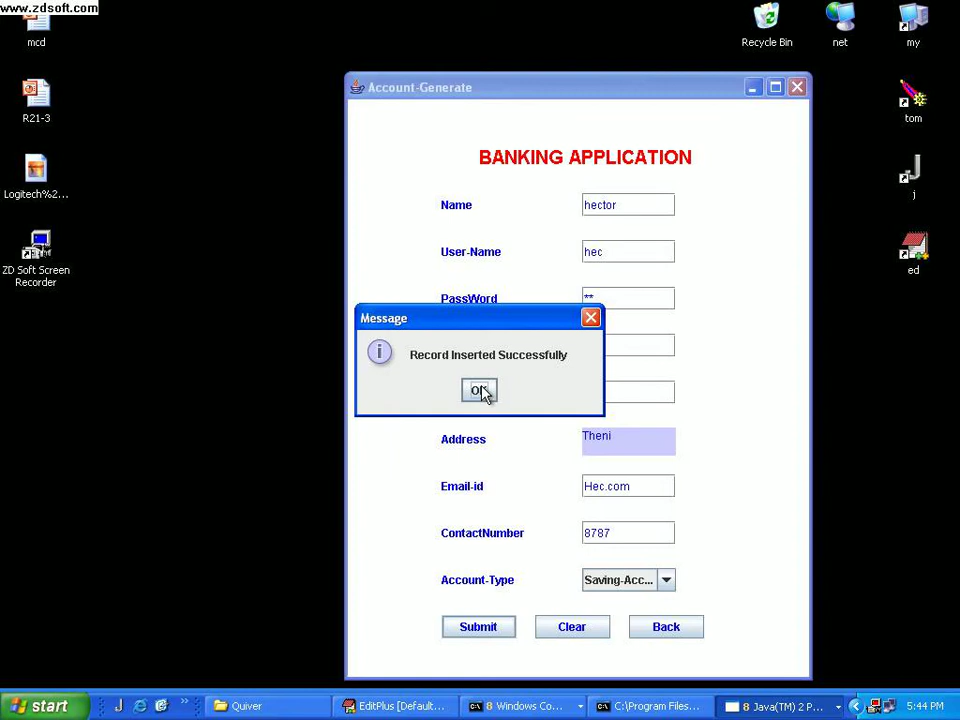 www.zdsoft.com
mcd
R21-3
Logitech%2...
ZD Soft Screen
Recorder
Recycle Bin
net
my
tom
j
ed
Account-Generate
BANKING APPLICATION
Name
hector
User-Name
hec
PassWord
**
Message
Record Inserted Successfully
OK
Address
Theni
Email-id
Hec.com
ContactNumber
8787
Account-Type
Saving-Acc...
Submit
Clear
Back
start
J
Quiver
EditPlus [Default...
8 Windows Co...
C:\Program Files...
8 Java(TM) 2 P...
5:44 PM